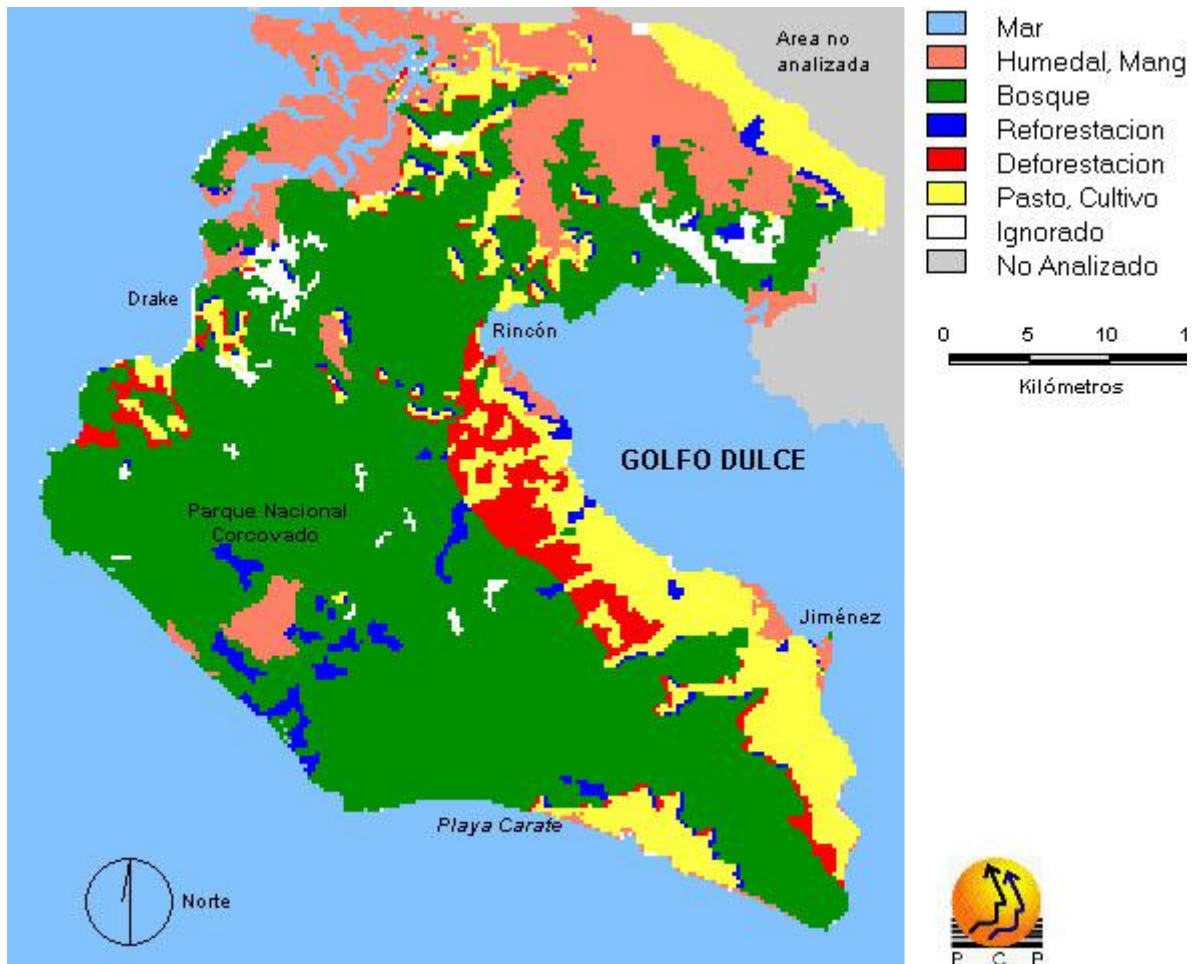 Area no
analizada
Drake
Rincón
GOLFO DULCE
Parque Nacional
Corcovado
Jiménez
Playa Carate
Norte
Mar
Humedal, Mang
Bosque
Reforestacion
Deforestacion
Pasto, Cultivo
Ignorado
No Analizado
0 5 10 1
Kilómetros
P C P